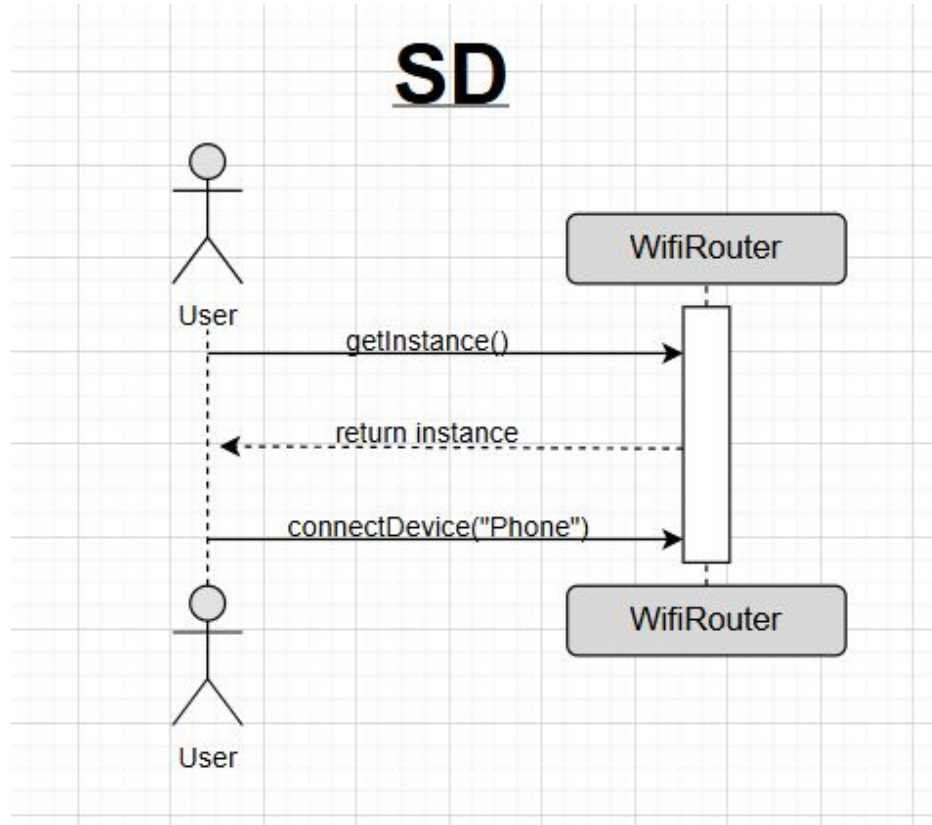 SD
User
WifiRouter
getInstance()
return instance
connectDevice("Phone")
User
WifiRouter